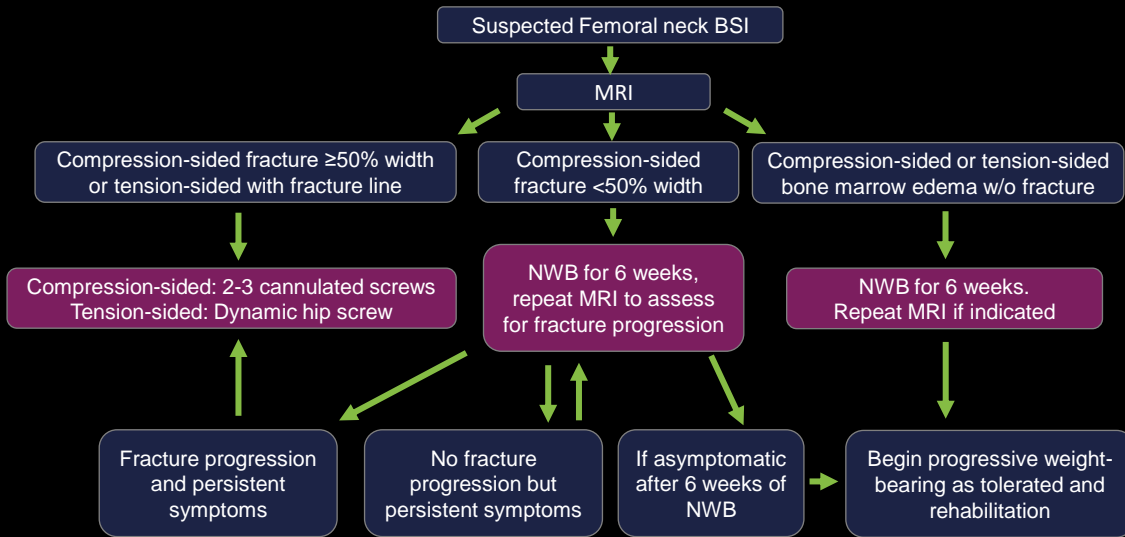 Suspected Femoral neck BSI
MRI
Compression-sided fracture ≥50% width
or tension-sided with fracture line
Compression-sided
fracture <50% width
Compression-sided or tension-sided
bone marrow edema w/o fracture
Compression-sided: 2-3 cannulated screws
Tension-sided: Dynamic hip screw
NWB for 6 weeks,
repeat MRI to assess
for fracture progression
NWB for 6 weeks.
Repeat MRI if indicated
Fracture progression
and persistent
symptoms
No fracture
progression but
persistent symptoms
If asymptomatic
after 6 weeks of
NWB
Begin progressive weight-
bearing as tolerated and
rehabilitation